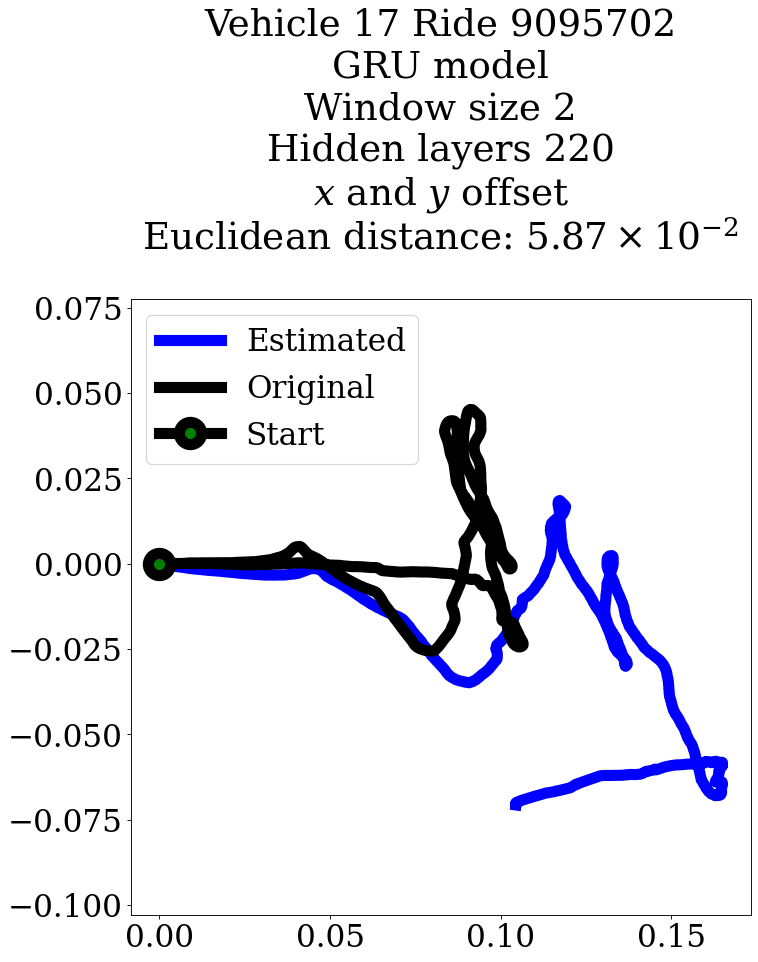 Vehicle 17 Ride 9095702
GRU model
Window size 2
Hidden layers 220
x and y offset
Euclidean distance: 5.87 × 10⁻²
0.075
0.050
0.025
0.000
−0.025
−0.050
−0.075
−0.100
Estimated
Original
Start
0.00 0.05 0.10 0.15